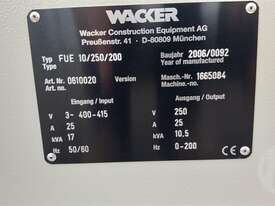 WACKER
Wacker Construction Equipment AG
Preußenstr. 41 · D-80809 München
Typ FUE 10/250/200 Baujahr 2006/0092
Type Year of manufactured
Art. Nr. 0610020 Version Masch.-Nr. 1665084
Art. no. Machine-no.
Eingang / Input Ausgang / Output
V 3~ 400-415 V 250
A 25 A 25
kVA 17 kVA 10,5
Hz 50/60 Hz 200